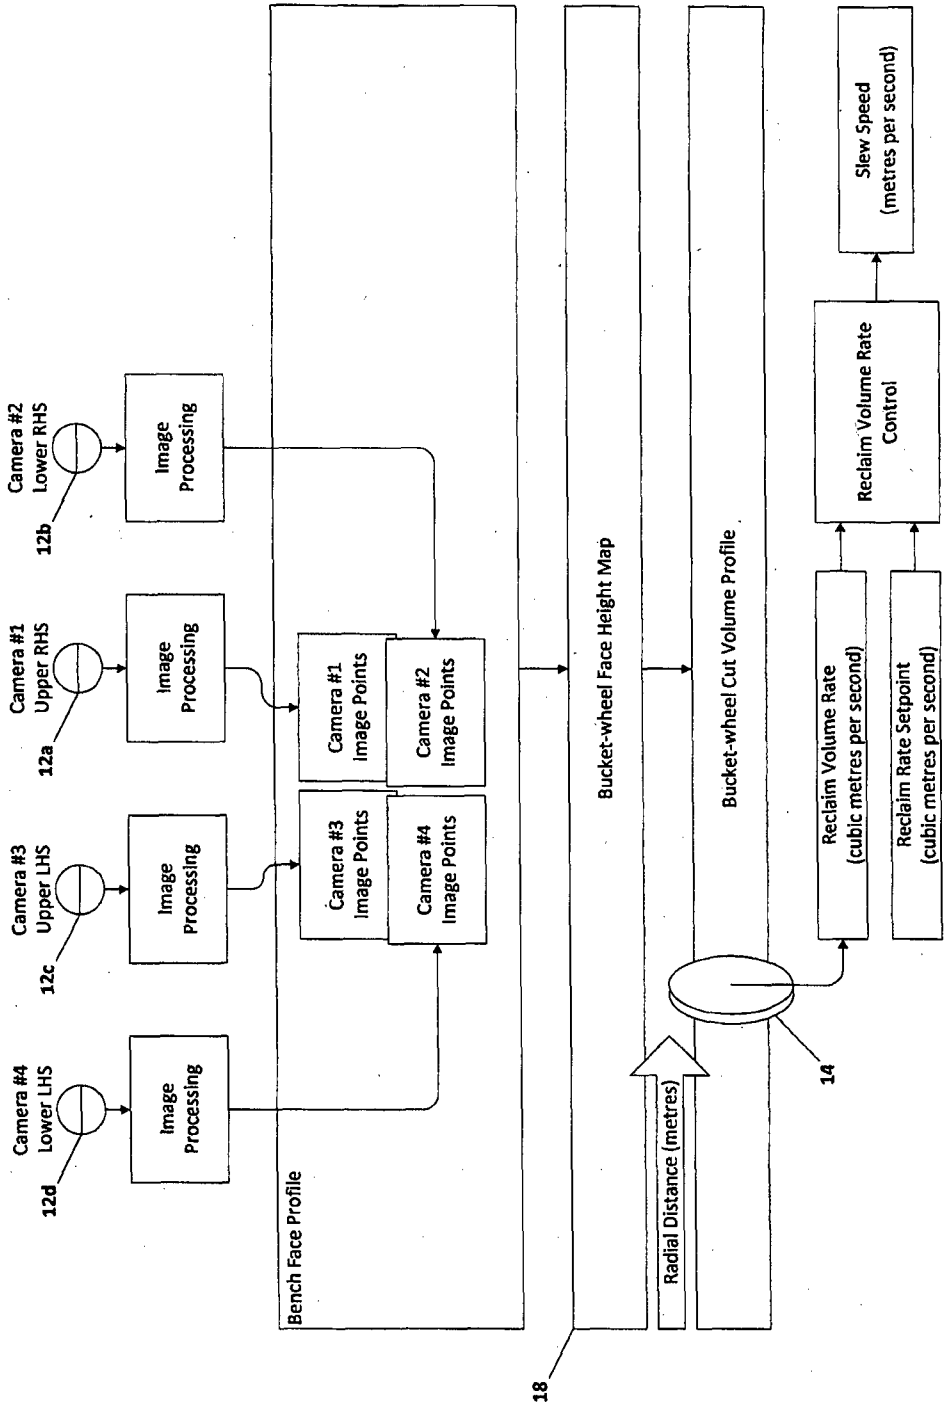 Camera #4
Lower LHS
12d
Camera #3
Upper LHS
12c
Camera #1
Upper RHS
12a
Camera #2
Lower RHS
12b
Image
Processing
Image
Processing
Image
Processing
Image
Processing
Bench Face Profile
Camera #3
Image Points
Camera #1
Image Points
Camera #4
Image Points
Camera #2
Image Points
18
Bucket-wheel Face Height Map
Radial Distance (metres)
Bucket-wheel Cut Volume Profile
14
Reclaim Volume Rate
(cubic metres per second)
Reclaim Rate Setpoint
(cubic metres per second)
Reclaim Volume Rate
Control
Slew Speed
(metres per second)